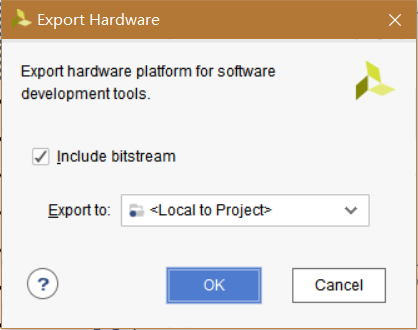 Export Hardware
Export hardware platform for software
development tools.
Include bitstream
Export to: <Local to Project>
?
OK Cancel